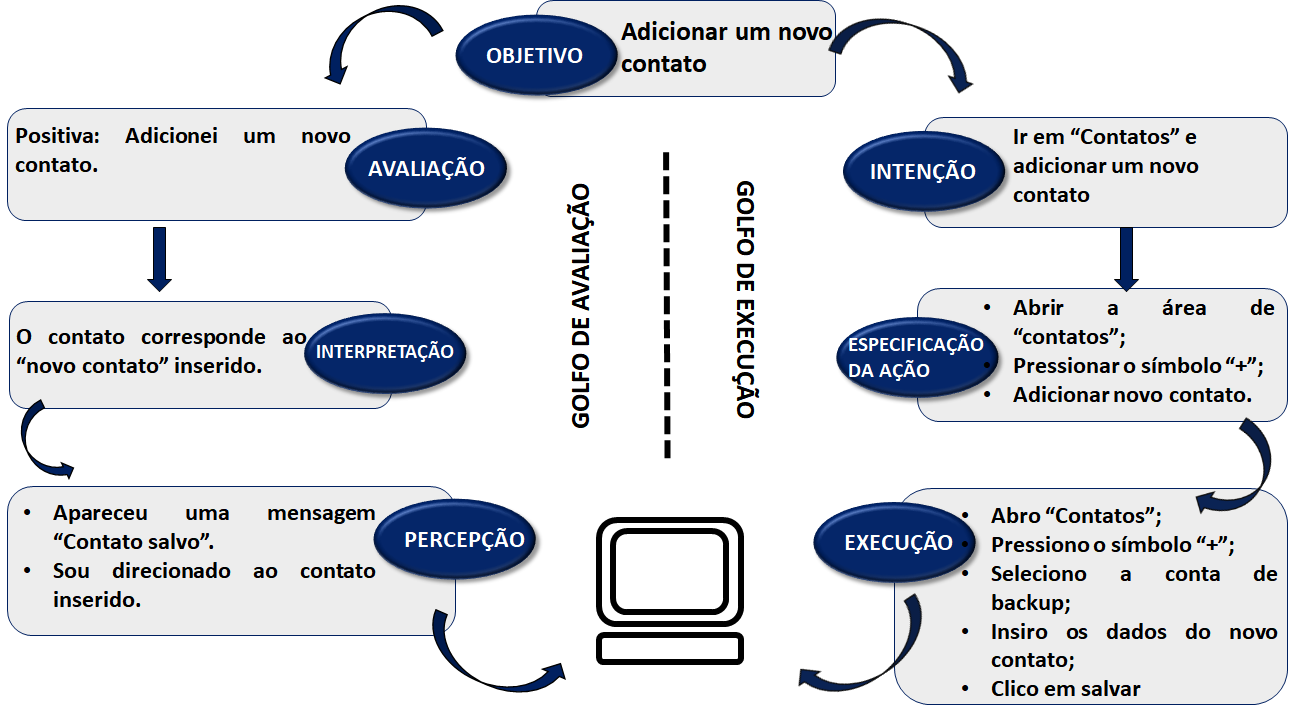 OBJETIVO
Adicionar um novo
contato
Positiva: Adicionei um novo
contato.
AVALIAÇÃO
INTENÇÃO
Ir em “Contatos” e
adicionar um novo
contato
GOLFO DE AVALIAÇÃO
GOLFO DE EXECUÇÃO
O contato corresponde ao
“novo contato” inserido.
INTERPRETAÇÃO
ESPECIFICAÇÃO
DA AÇÃO
• Abrir a área de
“contatos”;
• Pressionar o símbolo “+”;
• Adicionar novo contato.
• Apareceu uma mensagem
“Contato salvo”.
• Sou direcionado ao contato
inserido.
PERCEPÇÃO
EXECUÇÃO
• Abro “Contatos”;
• Pressiono o símbolo “+”;
• Seleciono a conta de
backup;
• Insiro os dados do novo
contato;
• Clico em salvar